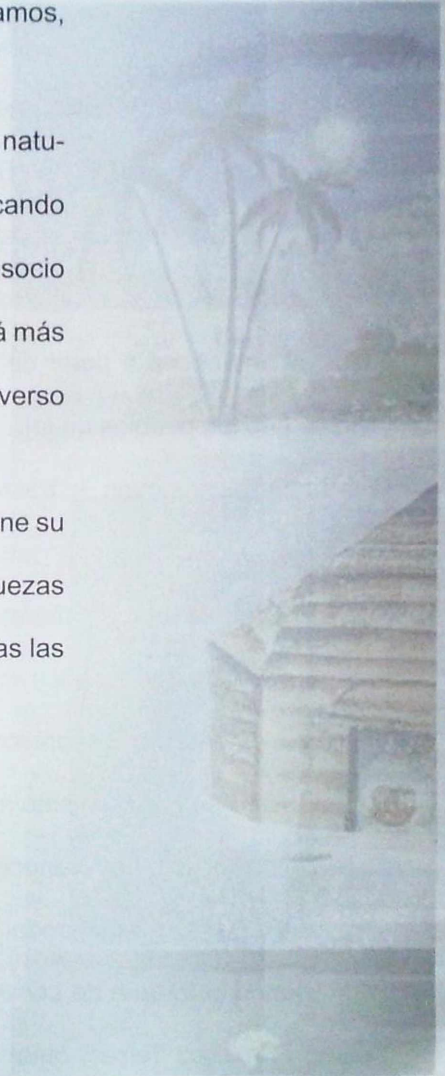 amos,
natu-
cando
socio
á más
verso
ne su
uezas
as las